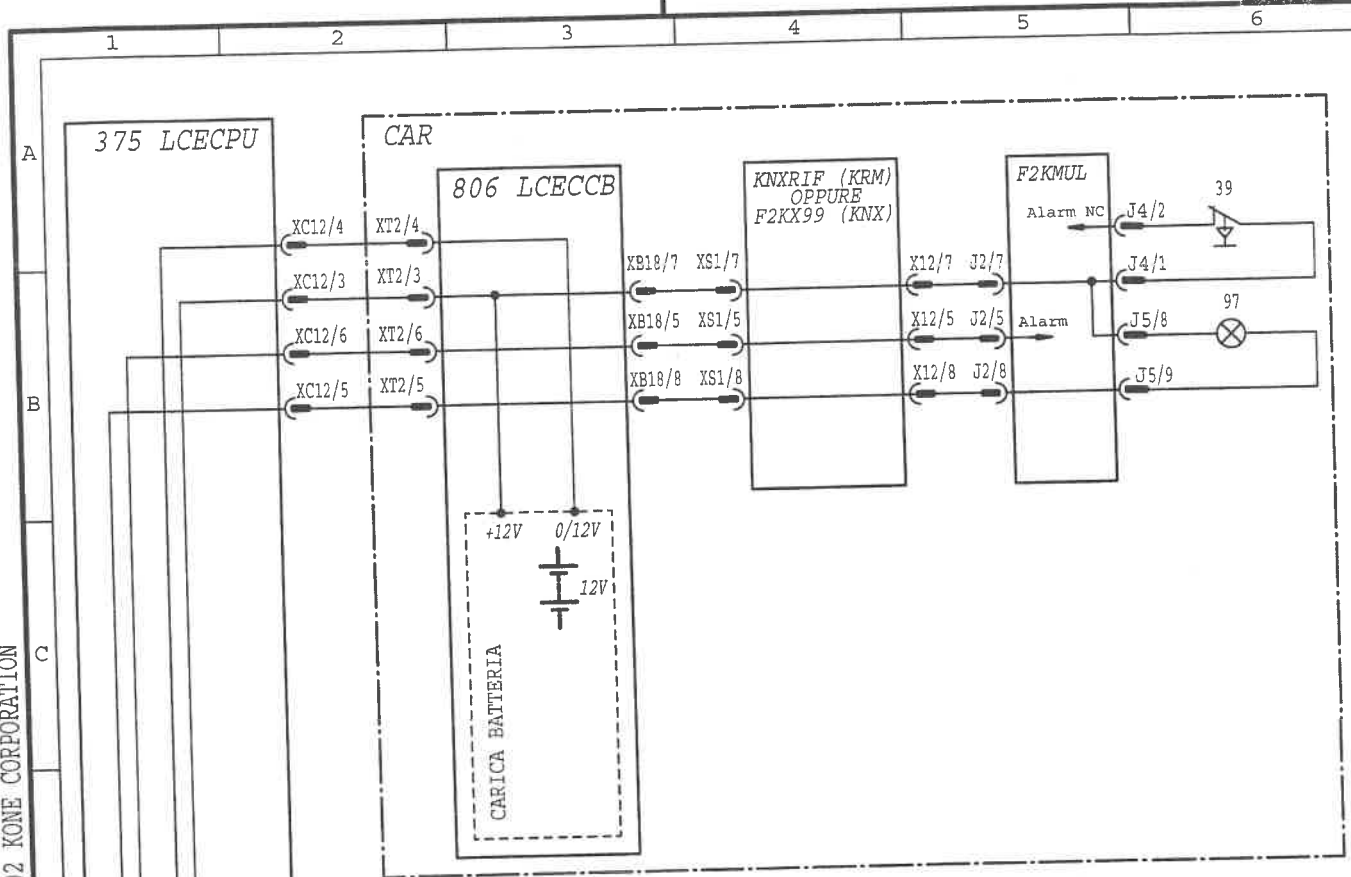 1 2 3 4 5 6
A
B
C
375 LCECPU
CAR
806 LCECCB
KNXRIF (KRM)
OPPURE
F2KX99 (KNX)
F2KMUL
XC12/4 XT2/4
XC12/3 XT2/3
XC12/6 XT2/6
XC12/5 XT2/5
XB18/7 XS1/7
XB18/5 XS1/5
XB18/8 XS1/8
X12/7 J2/7
X12/5 J2/5
X12/8 J2/8
Alarm NC
Alarm
J4/2
J4/1
J5/8
J5/9
39
97
+12V 0/12V
12V
CARICA BATTERIA
02 KONE CORPORATION